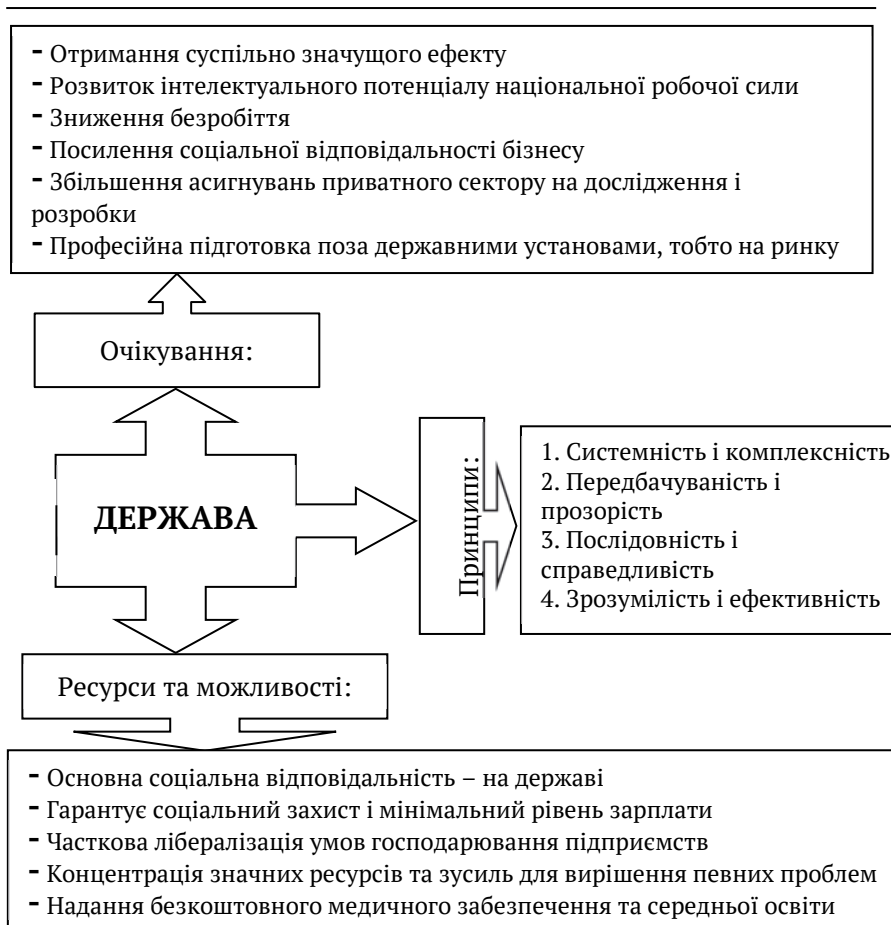 - Отримання суспільно значущого ефекту
- Розвиток інтелектуального потенціалу національної робочої сили
- Зниження безробіття
- Посилення соціальної відповідальності бізнесу
- Збільшення асигнувань приватного сектору на дослідження і
розробки
- Професійна підготовка поза державними установами, тобто на ринку
Очікування:
ДЕРЖАВА
Принципи:
1. Системність і комплексність
2. Передбачуваність і
прозорість
3. Послідовність і
справедливість
4. Зрозумілість і ефективність
Ресурси та можливості:
- Основна соціальна відповідальність – на державі
- Гарантує соціальний захист і мінімальний рівень зарплати
- Часткова лібералізація умов господарювання підприємств
- Концентрація значних ресурсів та зусиль для вирішення певних проблем
- Надання безкоштовного медичного забезпечення та середньої освіти